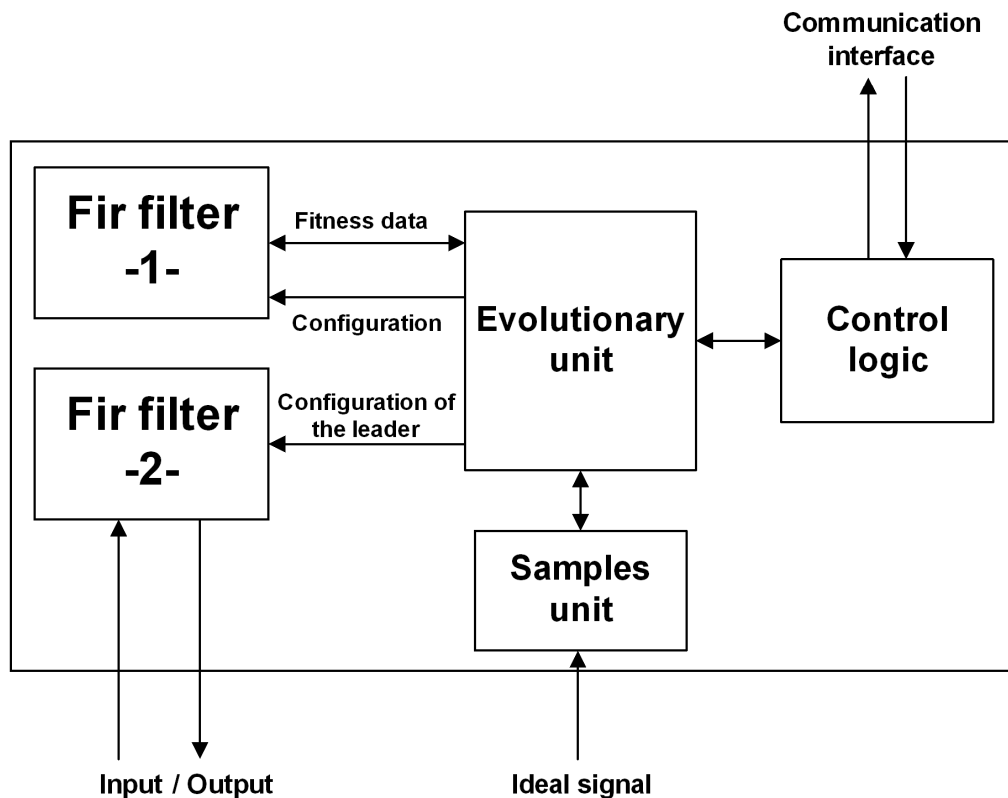 Communication
interface
Fir filter
-1-
Fitness data
Configuration
Evolutionary
unit
Control
logic
Fir filter
-2-
Configuration of
the leader
Samples
unit
Input / Output
Ideal signal